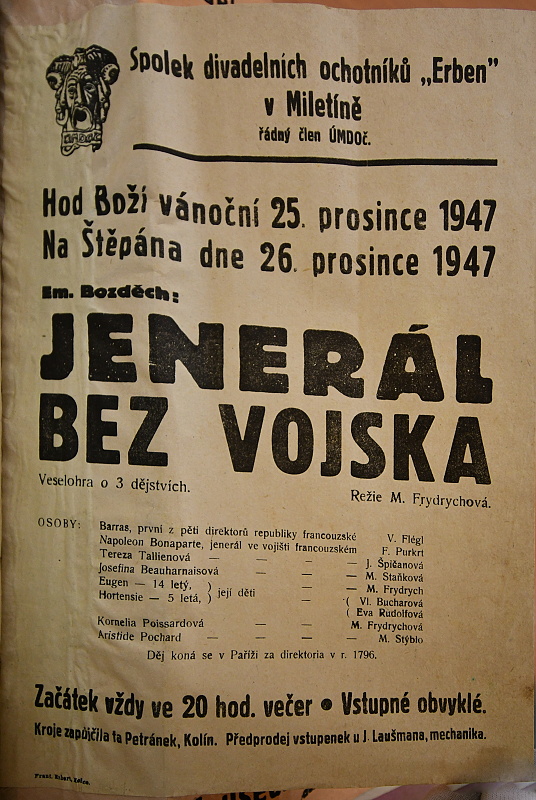 Spolek divadelních ochotníků „Erben”
v Miletíně
řádný člen ÚMDOČ.
Hod Boží vánoční 25. prosince 1947
Na Štěpána dne 26. prosince 1947
Em. Bozděch:
JENERÁL
BEZ VOJSKA
Veselohra o 3 dějstvích.
Režie M. Frydrychová.
OSOBY: Barras, první z pěti direktorů republiky francouzské V. Flégl
Napoleon Bonaparte, jenerál ve vojišti francouzském F. Purkrt
Tereza Tallienová — — — J. Špičanová
Josefina Beauharnaisová — — — M. Staňková
Eugen — 14 letý, ) její děti — — M. Frydrych
Hortensie — 5 letá, ) — ( Vl. Bucharová
( Eva Rudolfová
Kornelia Poissardová — — M. Frydrychová
Aristide Pochard — — — — M. Stýblo
Děj koná se v Paříži za direktoria v r. 1796.
Začátek vždy ve 20 hod. večer • Vstupné obvyklé.
Kroje zapůjčila fa Petránek, Kolín. Předprodej vstupenek u J. Laušmana, mechanika.